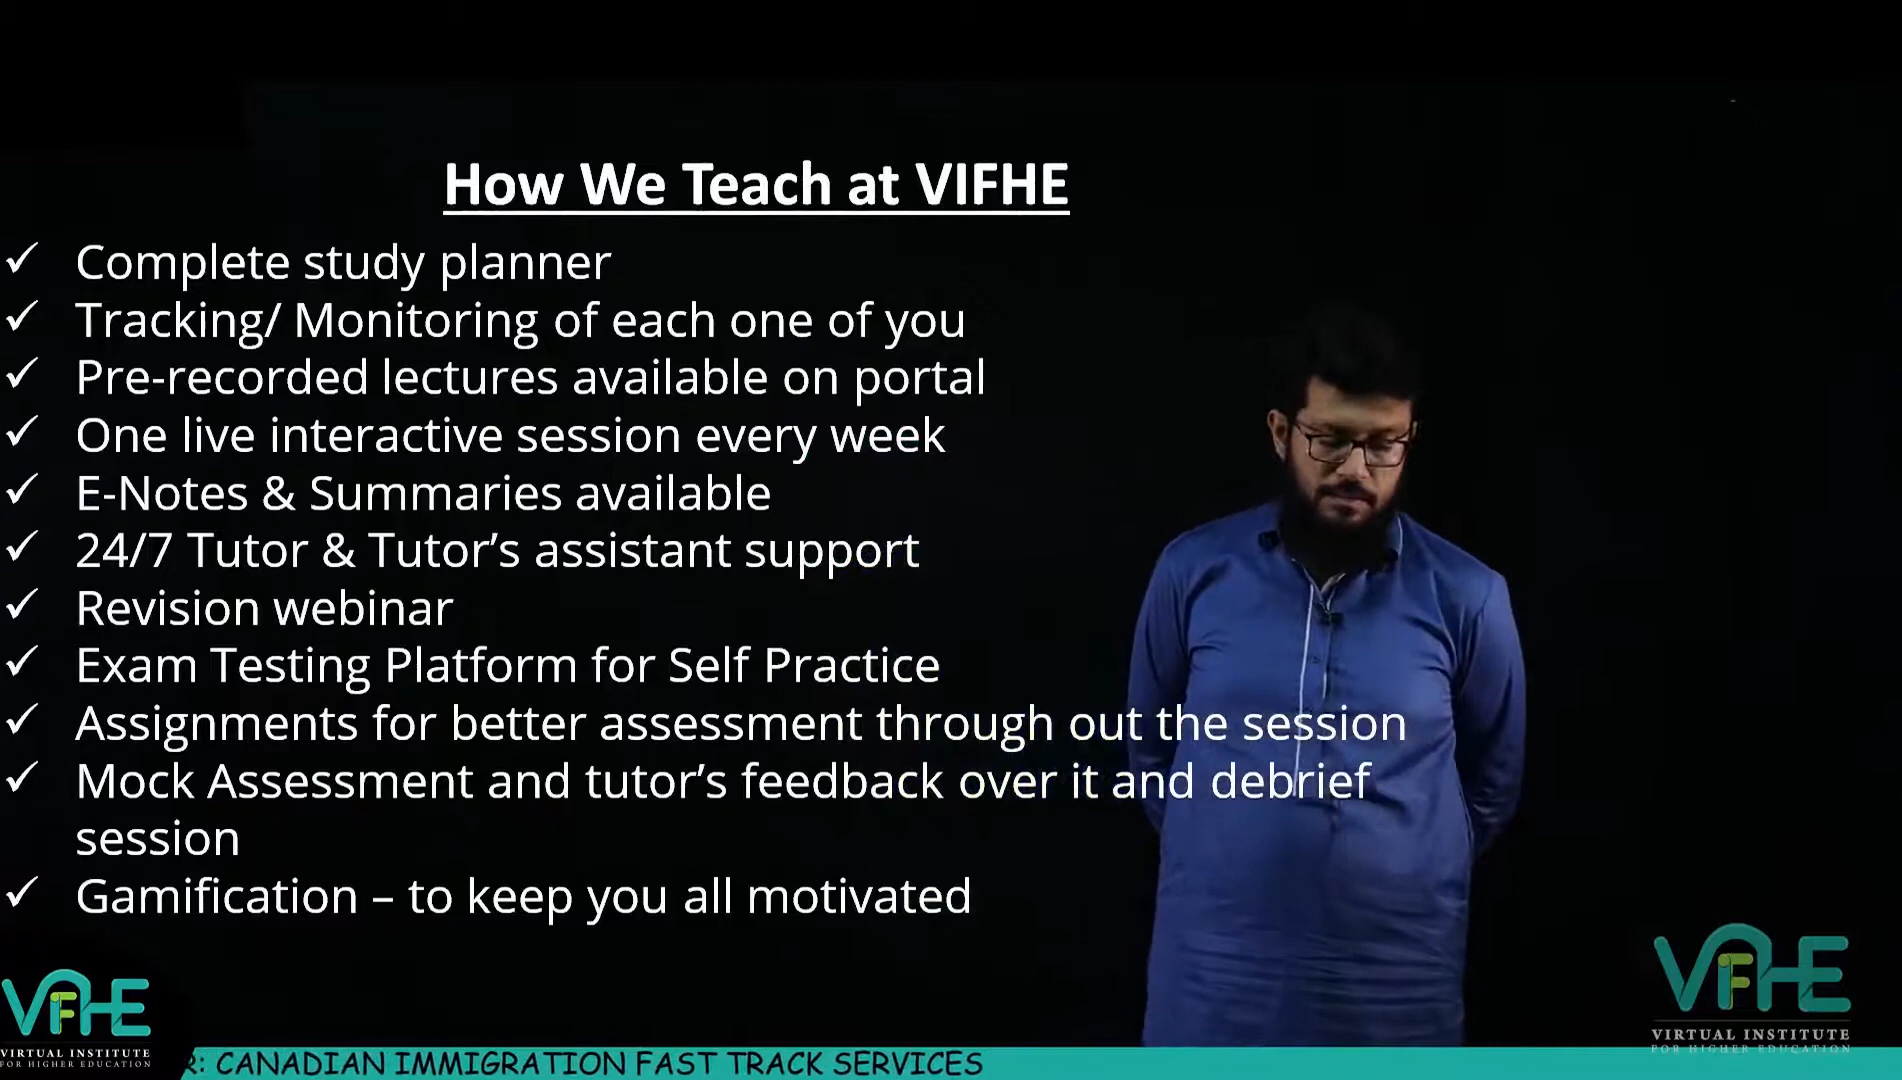 How We Teach at VIFHE
✓ Complete study planner
✓ Tracking/ Monitoring of each one of you
✓ Pre-recorded lectures available on portal
✓ One live interactive session every week
✓ E-Notes & Summaries available
✓ 24/7 Tutor & Tutor’s assistant support
✓ Revision webinar
✓ Exam Testing Platform for Self Practice
✓ Assignments for better assessment through out the session
✓ Mock Assessment and tutor’s feedback over it and debrief
session
✓ Gamification – to keep you all motivated
VIFHE
VIRTUAL INSTITUTE
FOR HIGHER EDUCATION
VIFHE
VIRTUAL INSTITUTE
FOR HIGHER EDUCATION
R: CANADIAN IMMIGRATION FAST TRACK SERVICES